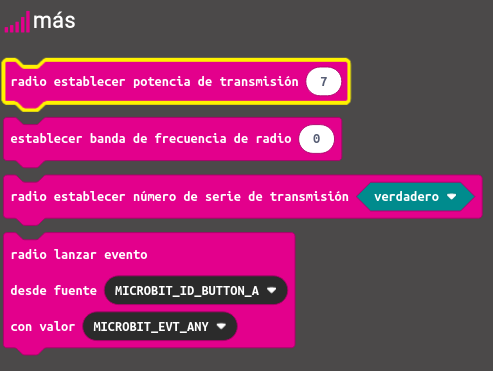 más
radio establecer potencia de transmisión 7
establecer banda de frecuencia de radio 0
radio establecer número de serie de transmisión verdadero
radio lanzar evento
desde fuente MICROBIT_ID_BUTTON_A
con valor MICROBIT_EVT_ANY